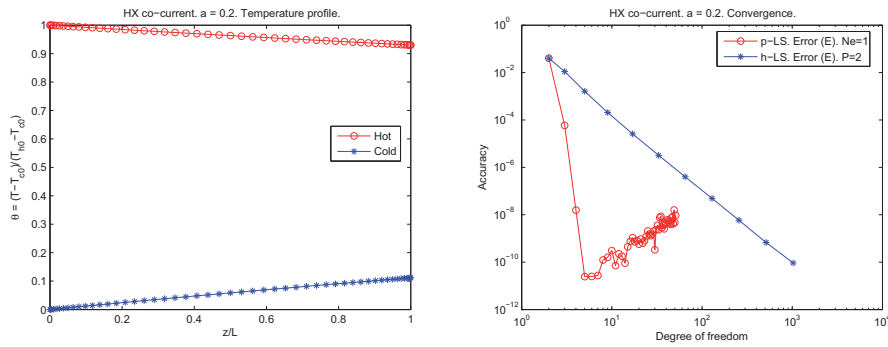 HX co-current. a = 0.2. Temperature profile.
1
0.9
0.8
0.7
0.6
0.5
0.4
0.3
0.2
0.1
0
θ = (T−T_c0)/(T_h0−T_c0)
Hot
Cold
0
0.2
0.4
0.6
0.8
1
z/L
HX co-current. a = 0.2. Convergence.
10^0
10^−2
10^−4
10^−6
10^−8
10^−10
10^−12
Accuracy
p−LS. Error (E). Ne=1
h−LS. Error (E). P=2
10^0
10^1
10^2
10^3
10^4
Degree of freedom